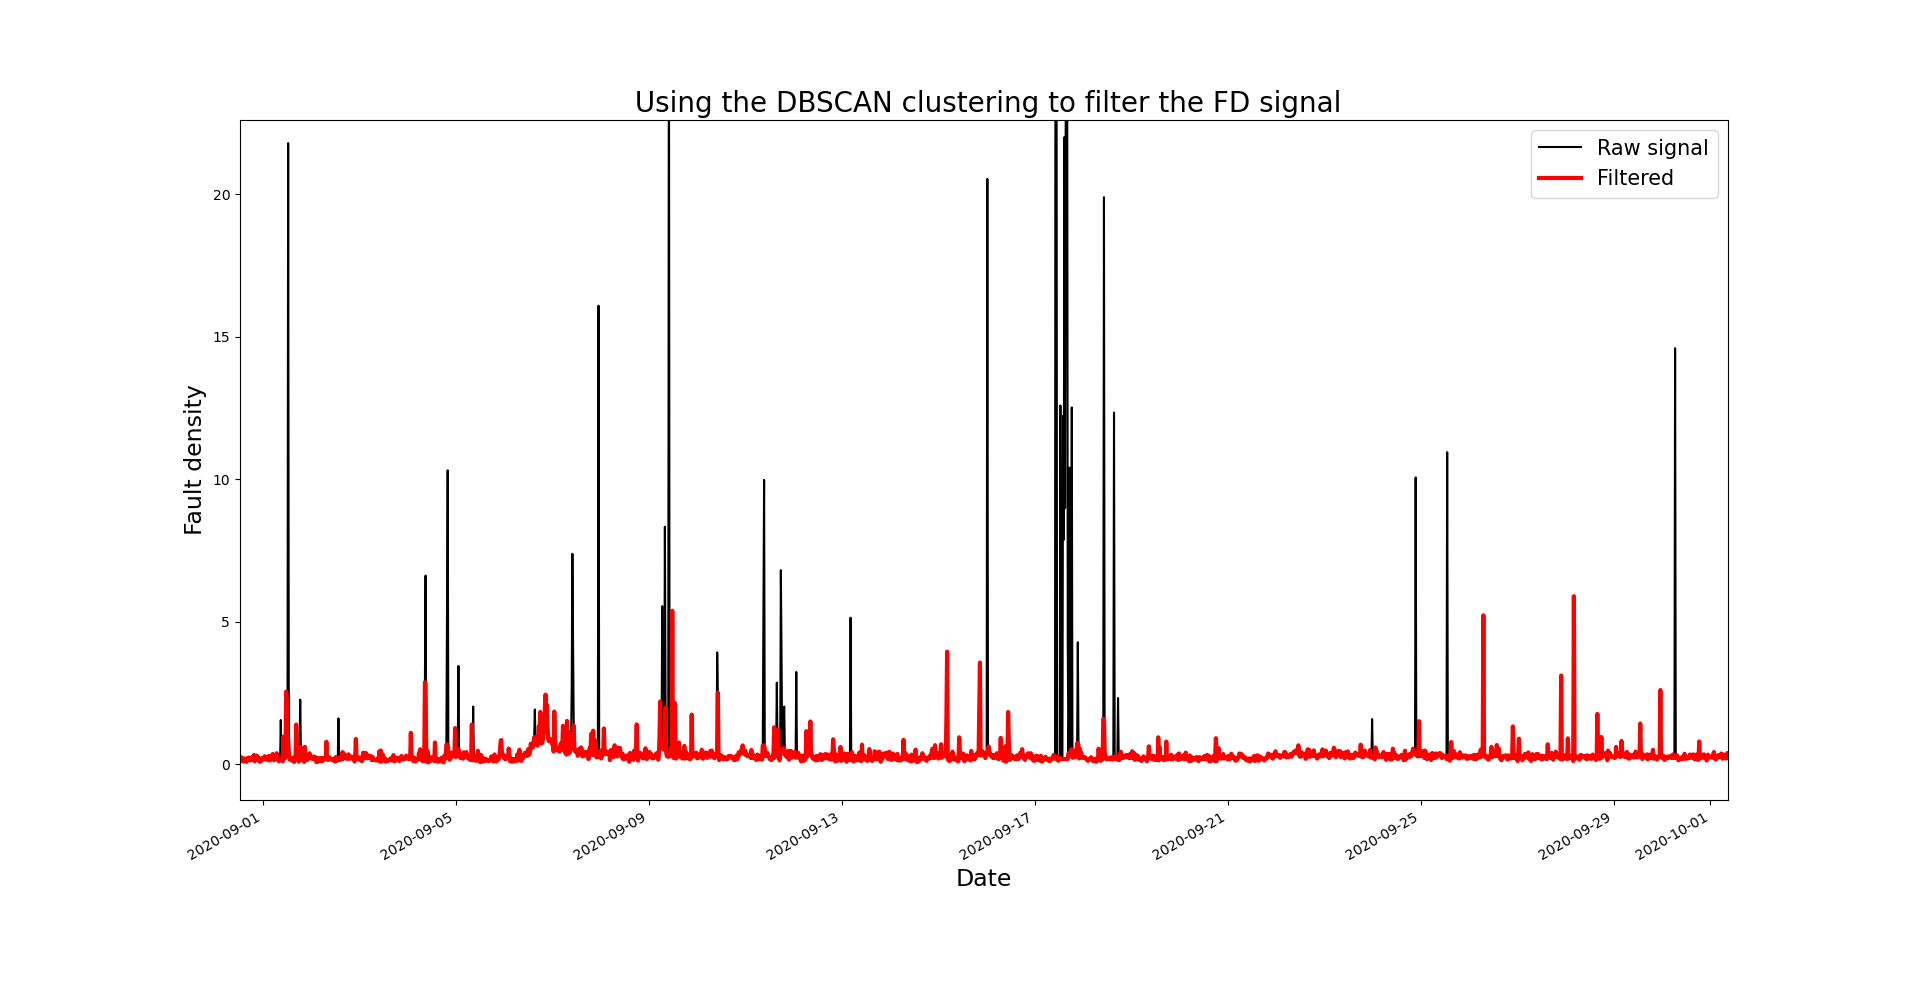 Using the DBSCAN clustering to filter the FD signal
Raw signal
Filtered
20
15
10
5
0
Fault density
2020-09-01
2020-09-05
2020-09-09
2020-09-13
2020-09-17
2020-09-21
2020-09-25
2020-09-29
2020-10-01
Date